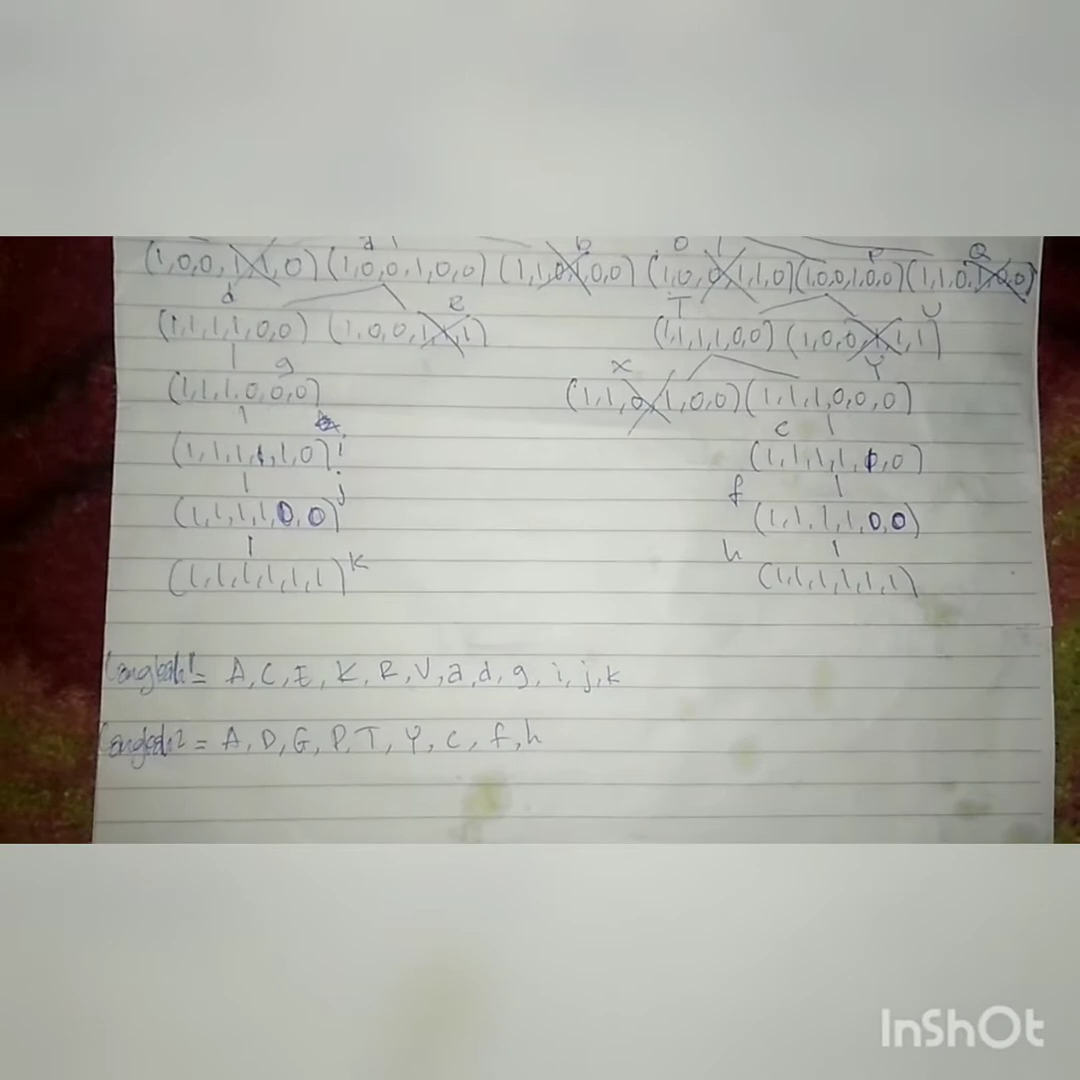 a b O P Q
(1,0,0,1,1,0) (1,0,0,1,0,0) (1,1,0,1,0,0) (1,0,0,1,1,0) (1,0,0,1,0,0) (1,1,0,1,0,0)
d e T U
(1,1,1,1,0,0) (1,0,0,1,1,1) (1,1,1,1,0,0) (1,0,0,1,1,1)
g X Y
(1,1,1,0,0,0) (1,1,0,1,0,0) (1,1,1,0,0,0)
i c
(1,1,1,1,1,0) (1,1,1,1,1,0)
j f
(1,1,1,1,0,0) (1,1,1,1,0,0)
k h
(1,1,1,1,1,1) (1,1,1,1,1,1)
Langkah 1 = A, C, E, K, R, V, a, d, g, i, j, k
Langkah 2 = A, D, G, P, T, Y, c, f, h
InShOt